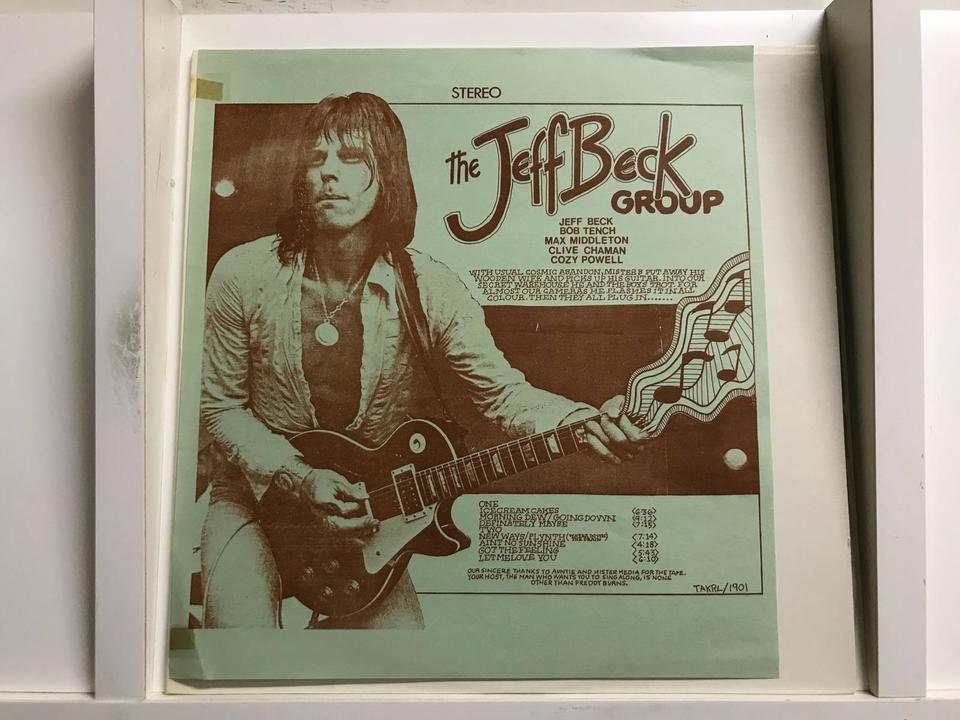 STEREO
the Jeff Beck
GROUP
JEFF BECK
BOB TENCH
MAX MIDDLETON
CLIVE CHAMAN
COZY POWELL
WITH USUAL COSMIC ABANDON, MISTER B PUT AWAY HIS
WOODEN WIFE AND PICKS UP HIS GUITAR. INTO OUR
SECRET WAREHOUSE HE AND THE BOYS TROT. FOR
ALMOST OUR CAMERAS HE FLASHES IT IN ALL
COLOUR. THEN THEY ALL PLUG IN.......
ONE
ICECREAM CAKES (6:36)
MORNING DEW/GOING DOWN (9:12)
DEFINATELY MAYBE (7:15)
TWO
NEW WAYS/PLYNTH (7:14)
AINT NO SUNSHINE (4:18)
GOT THE FEELING (5:43)
LET ME LOVE YOU (6:10)
OUR SINCERE THANKS TO AUNTIE AND MISTER MEDIA FOR THE TAPE.
YOUR HOST, THE MAN WHO WANTS YOU TO SING ALONG, IS NONE
OTHER THAN FREDDY BURNS.
TAKRL/1901